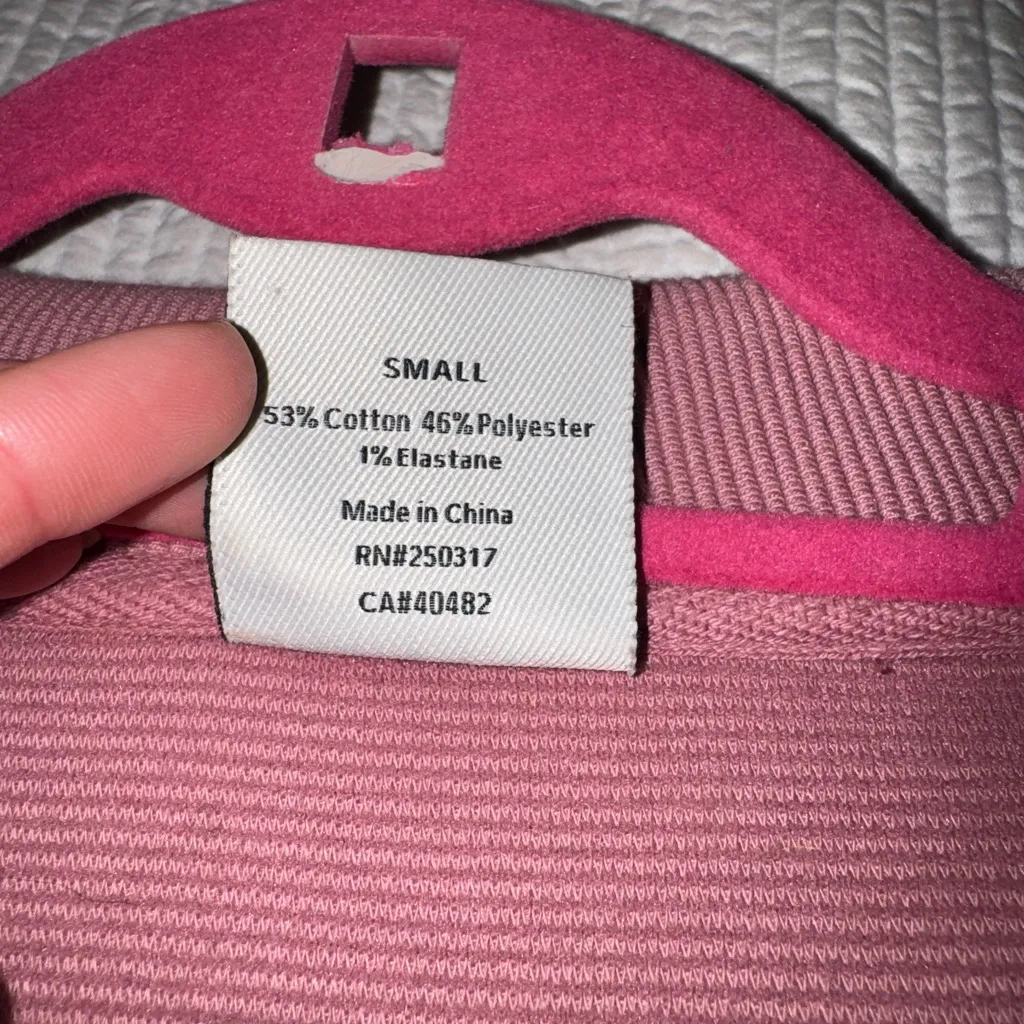 SMALL
53% Cotton 46% Polyester
1% Elastane
Made in China
RN#250317
CA#40482